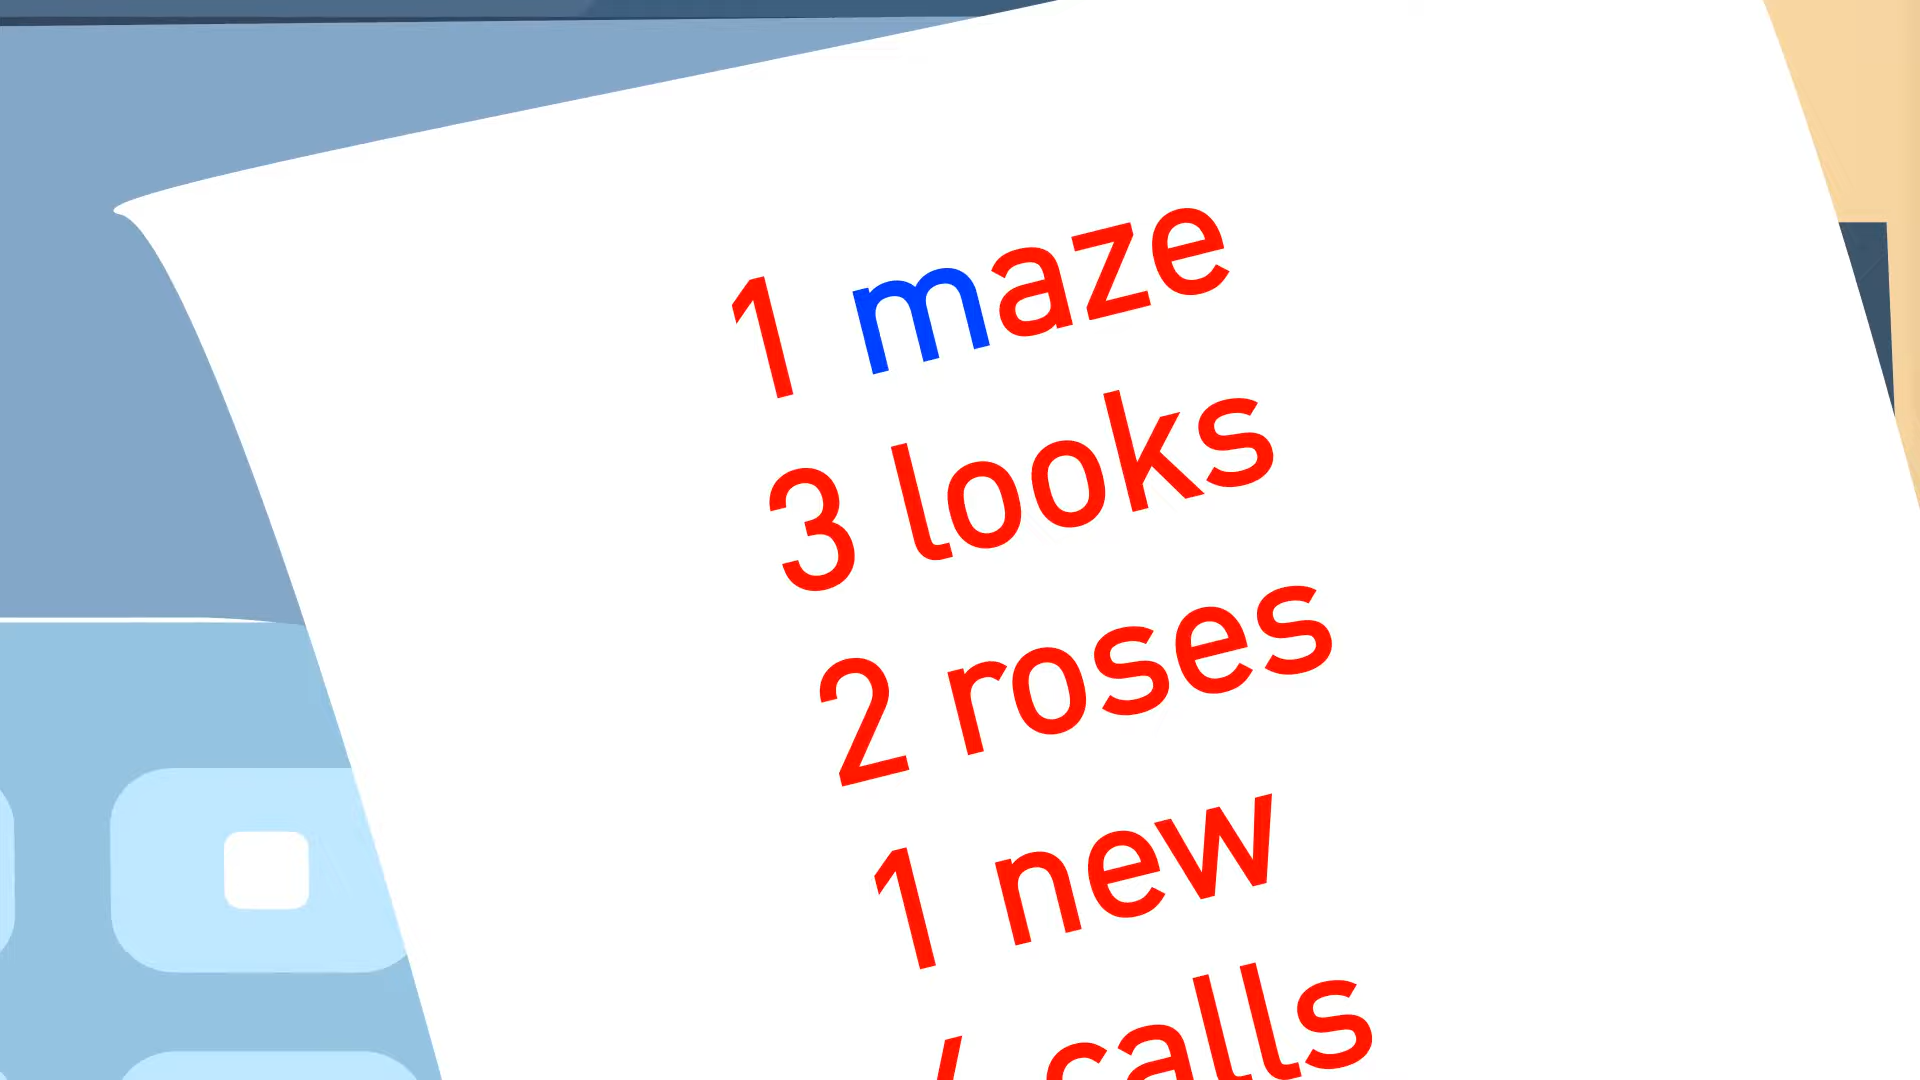 1 maze
3 looks
2 roses
1 new
calls